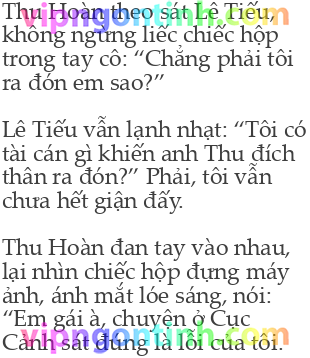 Thu Hoàn theo sát Lê Tiếu,
không ngừng liếc chiếc hộp
trong tay cô: “Chẳng phải tôi
ra đón em sao?”
Lê Tiếu vẫn lạnh nhạt: “Tôi có
tài cán gì khiến anh Thu đích
thân ra đón?” Phải, tôi vẫn
chưa hết giận đấy.
Thu Hoàn đan tay vào nhau,
lại nhìn chiếc hộp đựng máy
ảnh, ánh mắt lóe sáng, nói:
“Em gái à, chuyện ở Cục
Cảnh sát đúng là lỗi của tôi.
vipngontinh.com
vipngontinh.com
vipngontinh.com